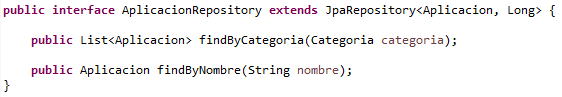 public interface AplicacionRepository extends JpaRepository<Aplicacion, Long> {
public List<Aplicacion> findByCategoria(Categoria categoria);
public Aplicacion findByNombre(String nombre);
}